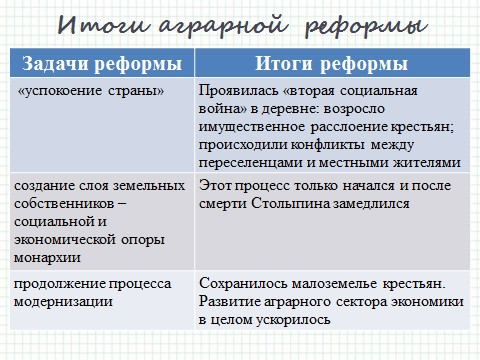 Итоги аграрной реформы
Задачи реформы
Итоги реформы
«успокоение страны»
Проявилась «вторая социальная
война» в деревне: возросло
имущественное расслоение крестьян;
происходили конфликты между
переселенцами и местными жителями
создание слоя земельных
собственников –
социальной и
экономической опоры
монархии
Этот процесс только начался и после
смерти Столыпина замедлился
продолжение процесса
модернизации
Сохранилось малоземелье крестьян.
Развитие аграрного сектора экономики
в целом ускорилось